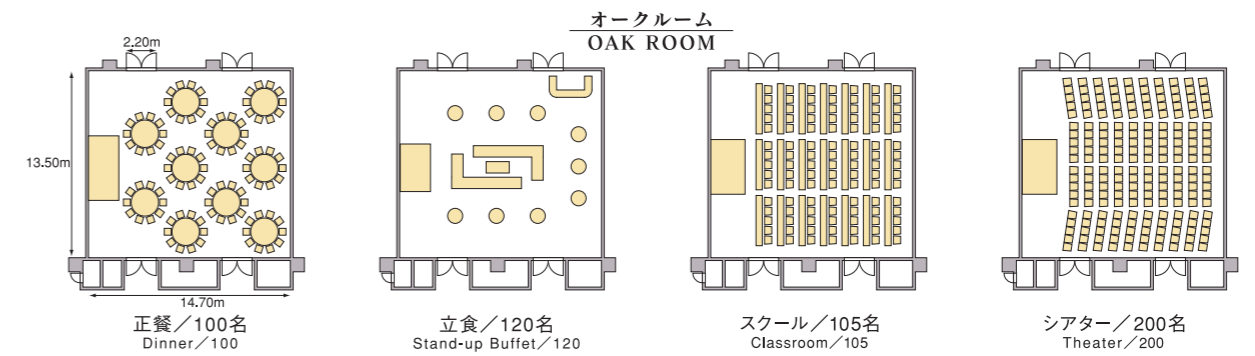 オークルーム
OAK ROOM
2.20m
13.50m
14.70m
正餐／100名
Dinner／100
立食／120名
Stand-up Buffet／120
スクール／105名
Classroom／105
シアター／200名
Theater／200